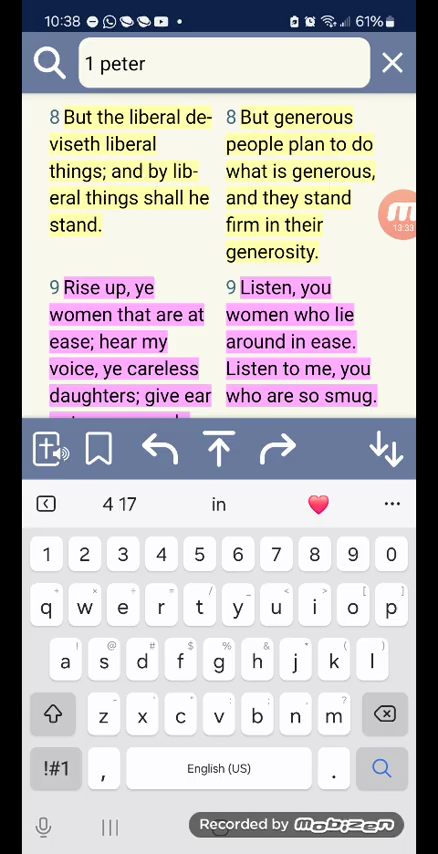 10:38
61%
1 peter
8 But the liberal de-
viseth liberal
things; and by lib-
eral things shall he
stand.
8 But generous
people plan to do
what is generous,
and they stand
firm in their
generosity.
13:33
9 Rise up, ye
women that are at
ease; hear my
voice, ye careless
daughters; give ear
9 Listen, you
women who lie
around in ease.
Listen to me, you
who are so smug.
4 17 in
1 2 3 4 5 6 7 8 9 0
q w e r t y u i o p
a s d f g h j k l
z x c v b n m
!#1 , English (US) .
Recorded by mobizen